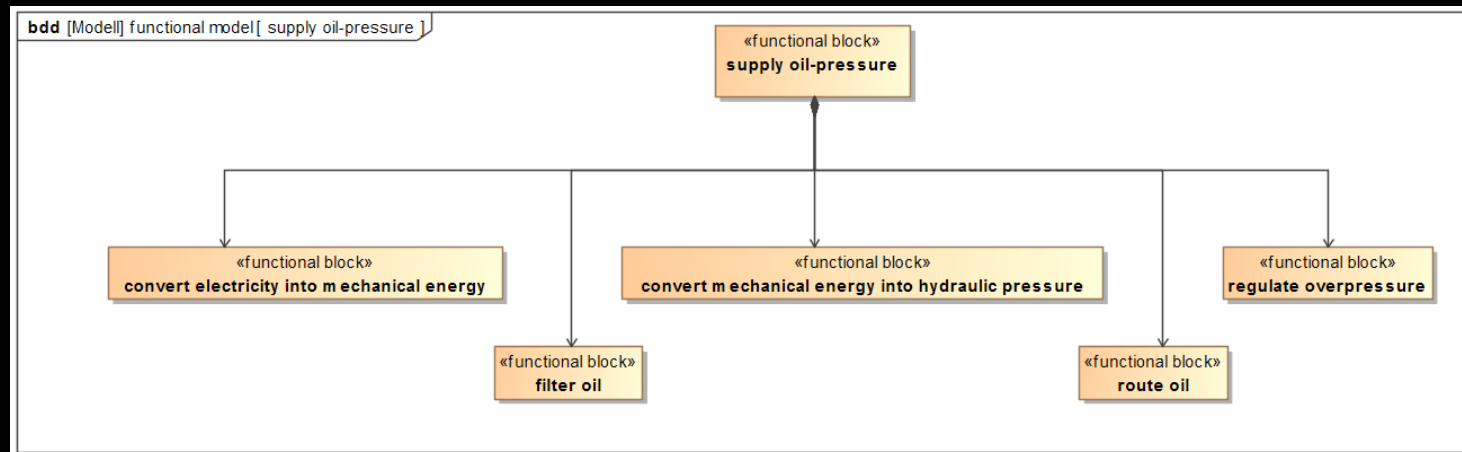 bdd [Modell] functional model[ supply oil-pressure ]
«functional block»
supply oil-pressure
«functional block»
convert electricity into mechanical energy
«functional block»
convert mechanical energy into hydraulic pressure
«functional block»
regulate overpressure
«functional block»
filter oil
«functional block»
route oil